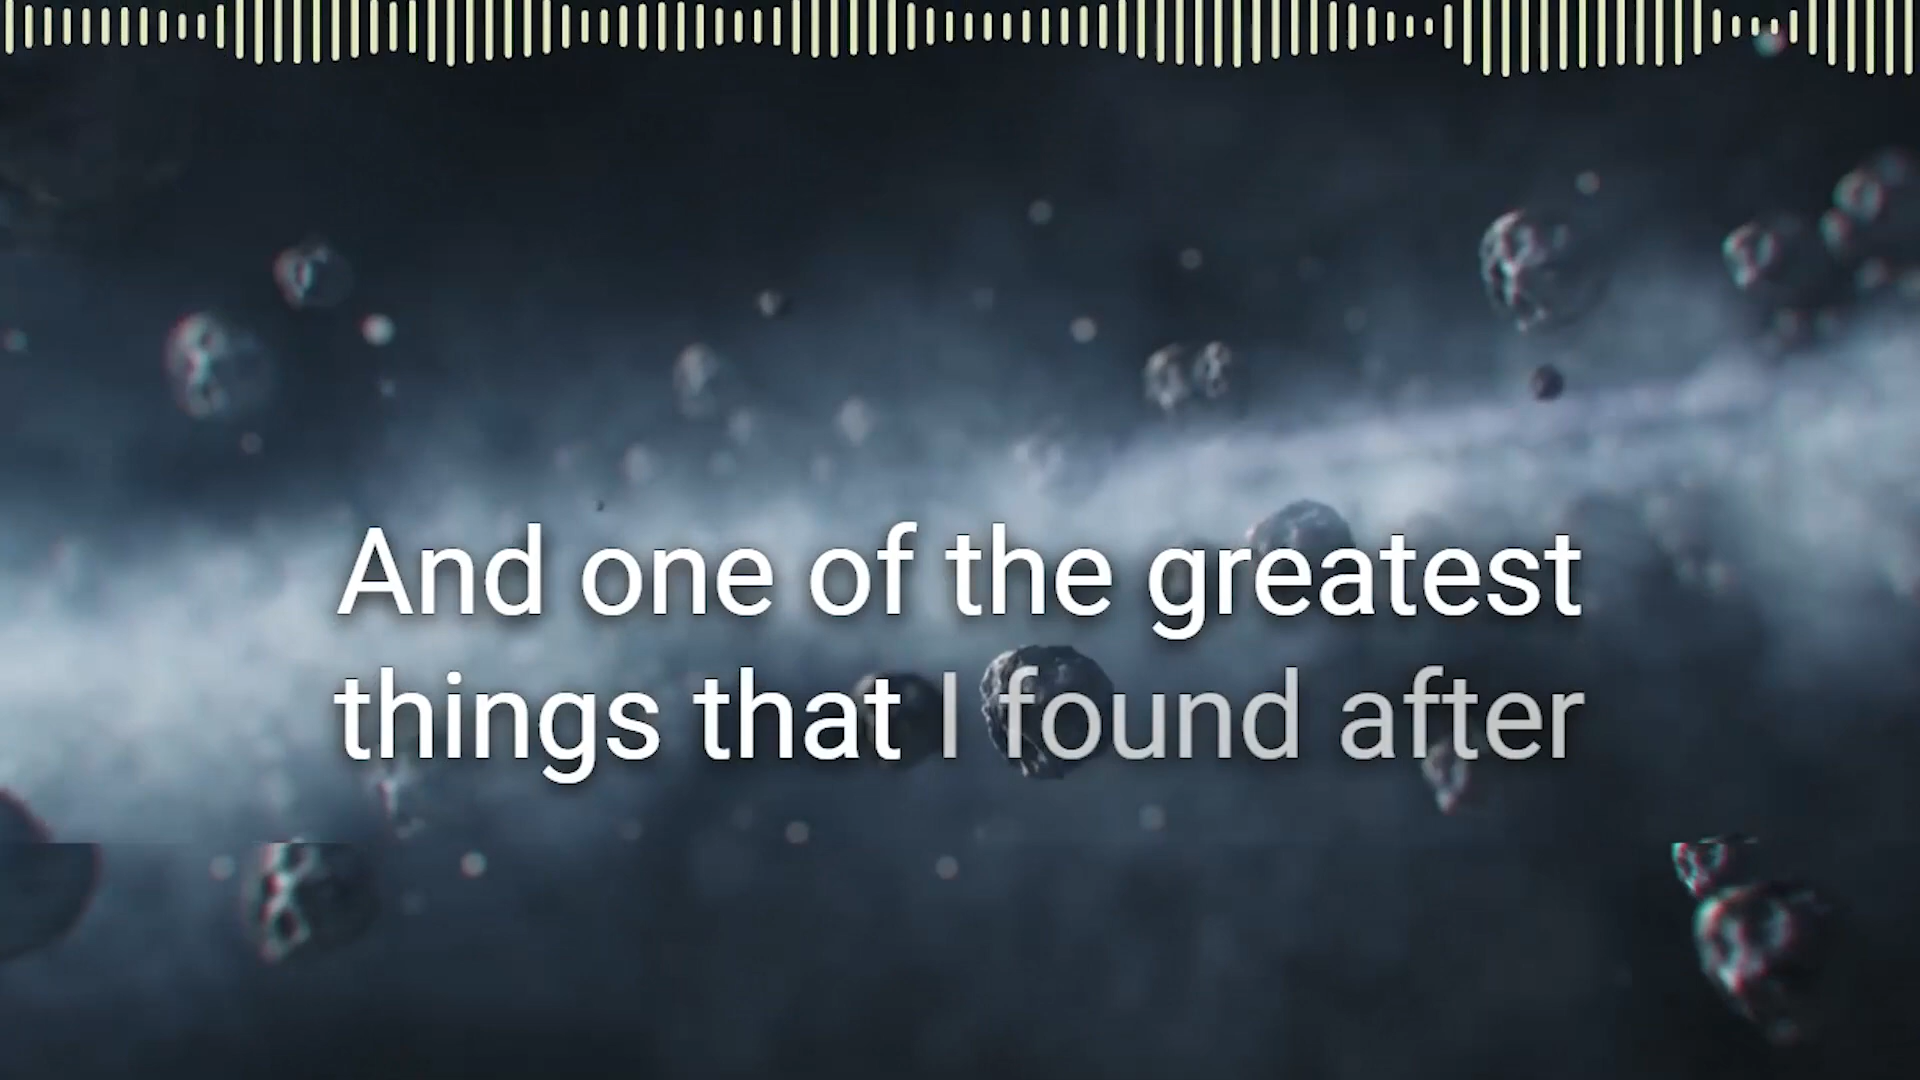 And one of the greatest
things that I found after